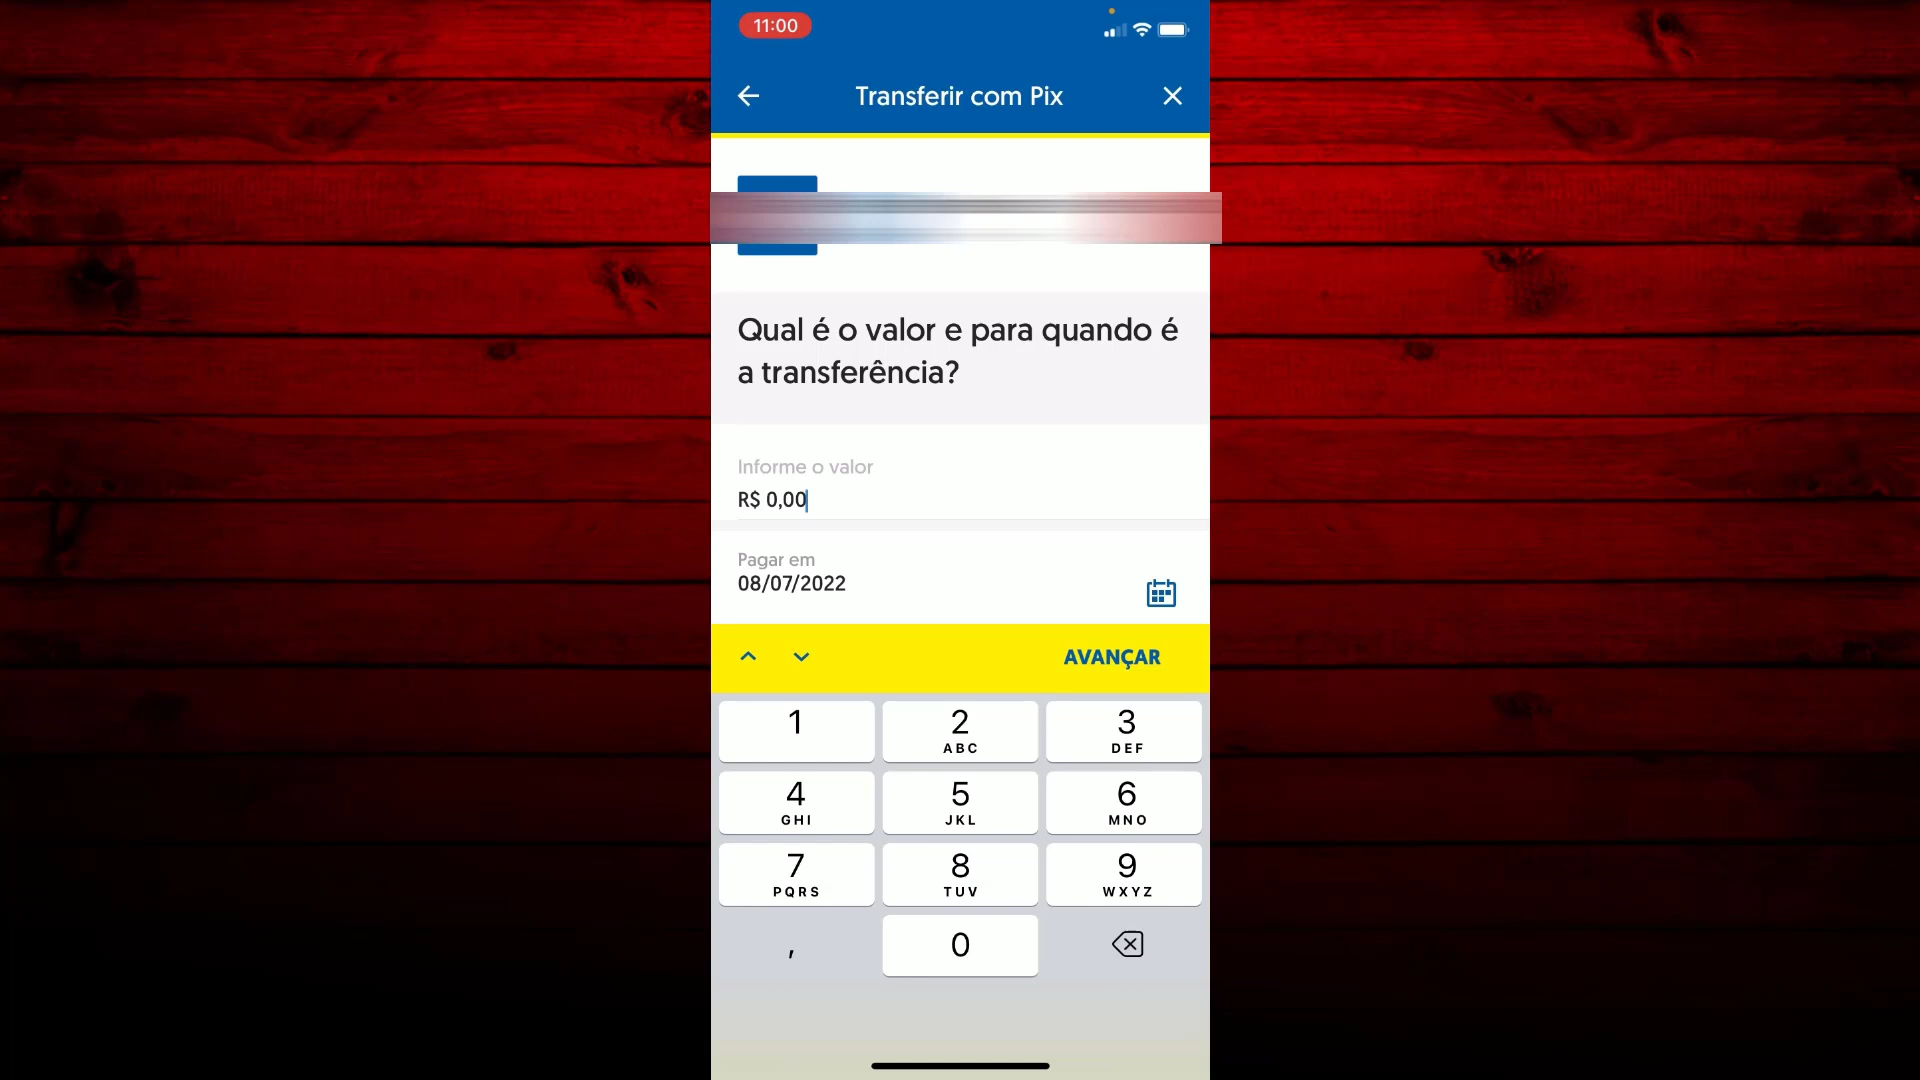 11:00
Transferir com Pix
Qual é o valor e para quando é
a transferência?
Informe o valor
R$ 0,00
Pagar em
08/07/2022
AVANÇAR
1
2
ABC
3
DEF
4
GHI
5
JKL
6
MNO
7
PQRS
8
TUV
9
WXYZ
,
0